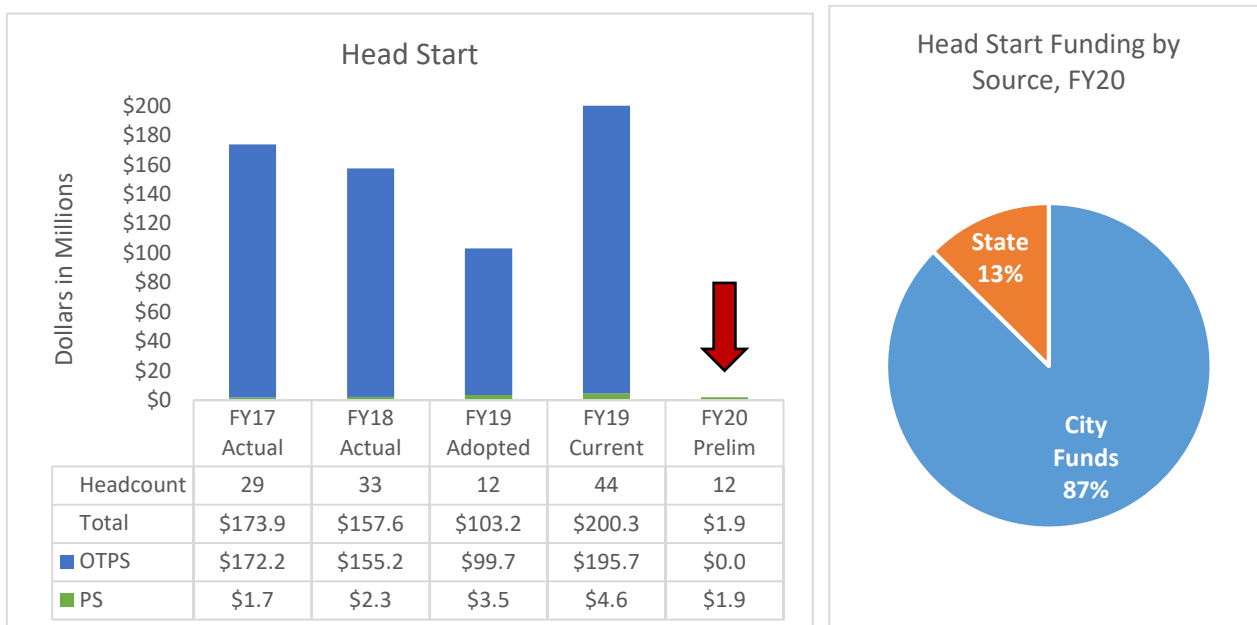 Head Start
Dollars in Millions
$200
$180
$160
$140
$120
$100
$80
$60
$40
$20
$0
FY17 Actual FY18 Actual FY19 Adopted FY19 Current FY20 Prelim
Headcount 29 33 12 44 12
Total $173.9 $157.6 $103.2 $200.3 $1.9
OTPS $172.2 $155.2 $99.7 $195.7 $0.0
PS $1.7 $2.3 $3.5 $4.6 $1.9
Head Start Funding by
Source, FY20
State
13%
City
Funds
87%